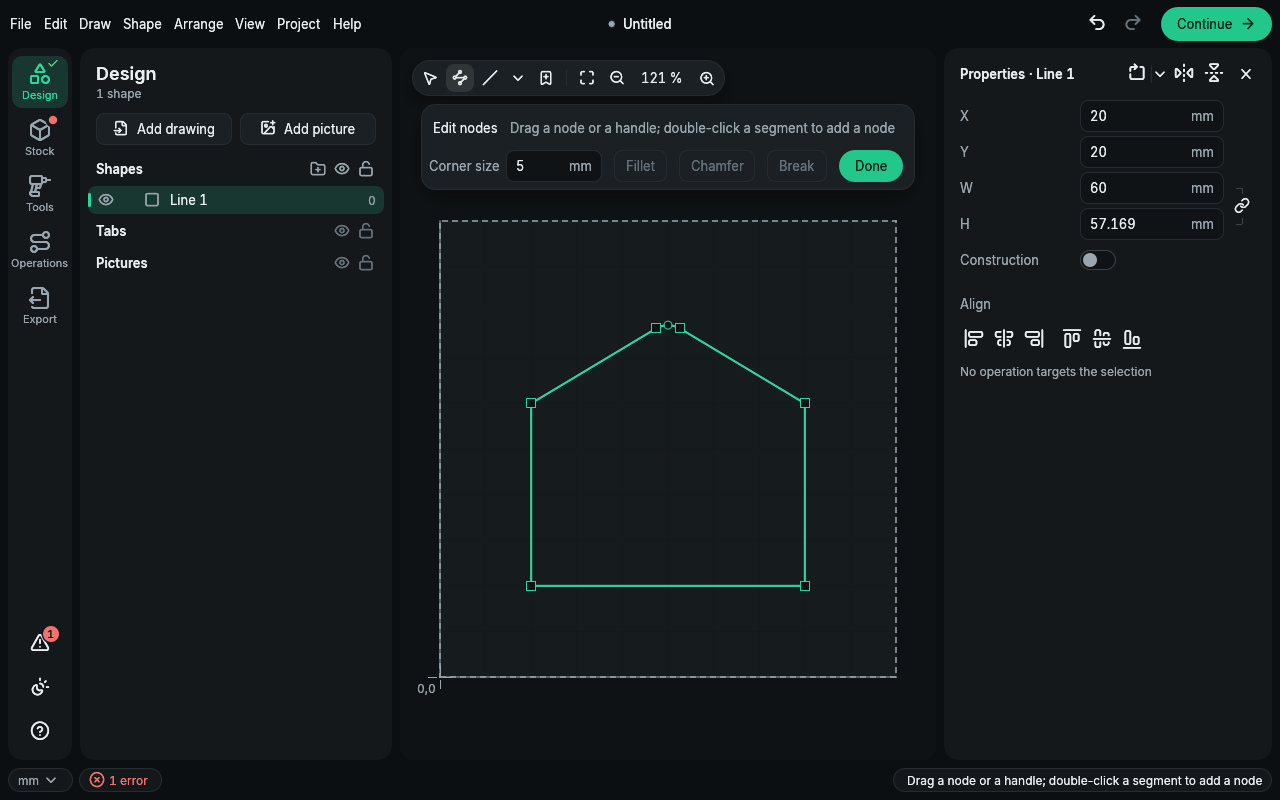 File Edit Draw Shape Arrange View Project Help
Untitled
Continue
Design
Stock
Tools
Operations
Export
1
Design
1 shape
Add drawing
Add picture
Shapes
Line 1
0
Tabs
Pictures
121 %
Edit nodes Drag a node or a handle; double-click a segment to add a node
Corner size 5 mm Fillet Chamfer Break Done
0,0
Properties · Line 1
X 20 mm
Y 20 mm
W 60 mm
H 57.169 mm
Construction
Align
No operation targets the selection
mm
1 error
Drag a node or a handle; double-click a segment to add a node